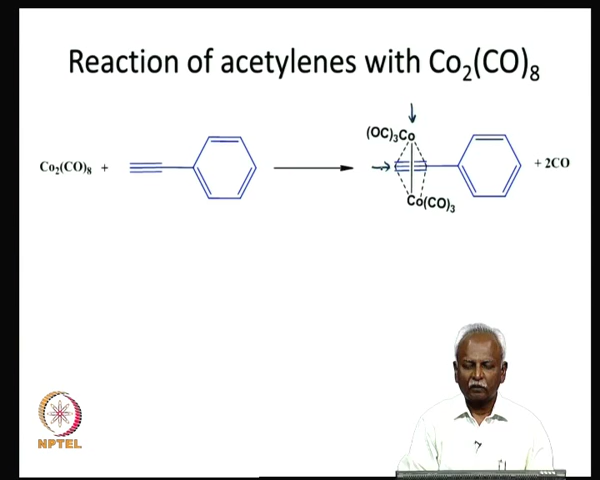 Reaction of acetylenes with Co₂(CO)₈
(OC)₃Co
Co₂(CO)₈ +
+ 2CO
Co(CO)₃
NPTEL